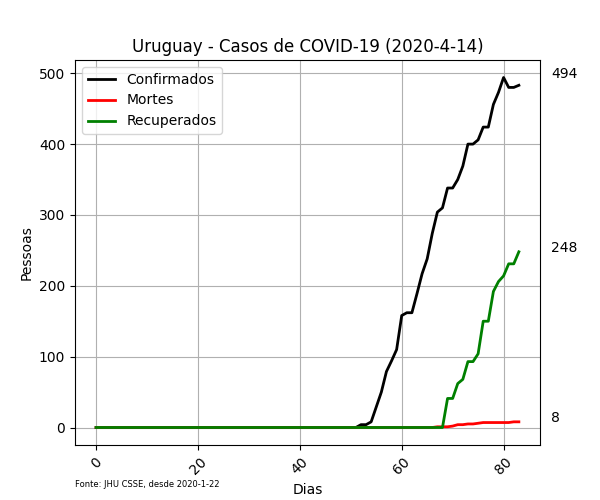 Uruguay - Casos de COVID-19 (2020-4-14)
Confirmados
Mortes
Recuperados
500
400
300
200
100
0
Pessoas
494
248
8
0
20
40
60
80
Dias
Fonte: JHU CSSE, desde 2020-1-22